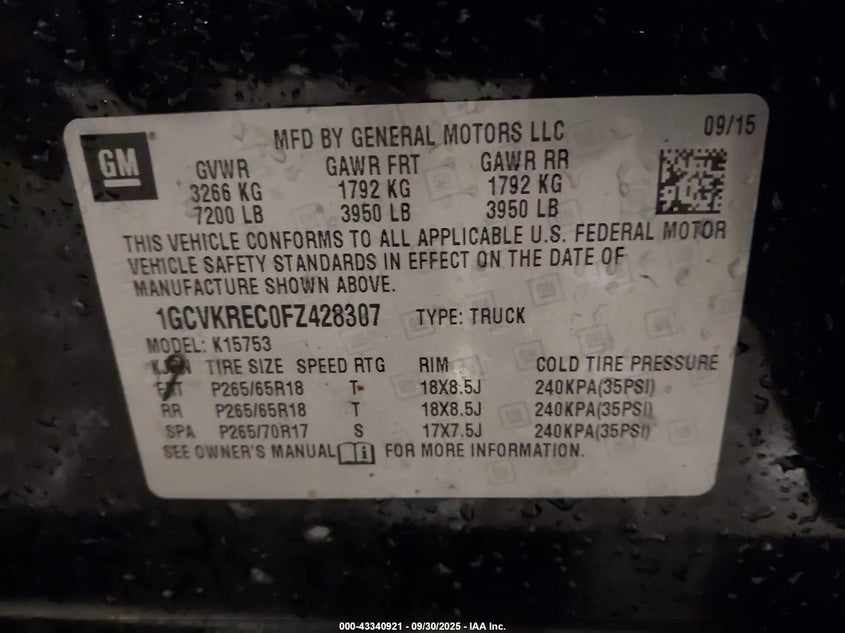 GM
MFD BY GENERAL MOTORS LLC 09/15
GVWR GAWR FRT GAWR RR
3266 KG 1792 KG 1792 KG
7200 LB 3950 LB 3950 LB
THIS VEHICLE CONFORMS TO ALL APPLICABLE U.S. FEDERAL MOTOR
VEHICLE SAFETY STANDARDS IN EFFECT ON THE DATE OF
MANUFACTURE SHOWN ABOVE.
1GCVKREC0FZ428307 TYPE: TRUCK
MODEL: K15753
TIRE SIZE SPEED RTG RIM COLD TIRE PRESSURE
FRT P265/65R18 T 18X8.5J 240KPA(35PSI)
RR P265/65R18 T 18X8.5J 240KPA(35PSI)
SPA P265/70R17 S 17X7.5J 240KPA(35PSI)
SEE OWNER'S MANUAL FOR MORE INFORMATION.
000-43340921 - 09/30/2025 - IAA Inc.